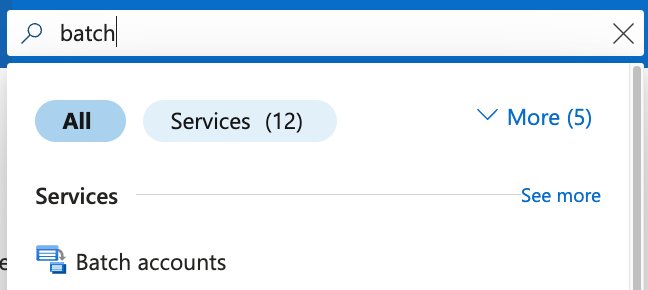 batch
All
Services (12)
More (5)
Services
See more
e
Batch accounts